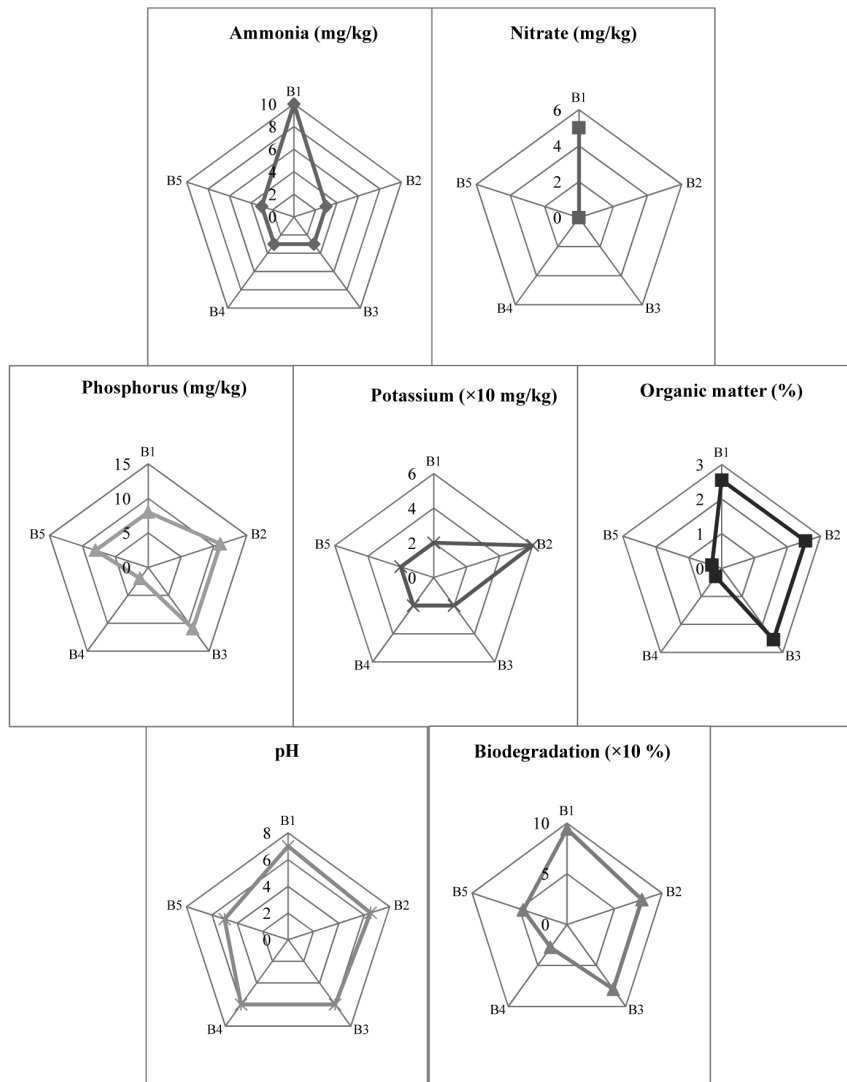 Ammonia (mg/kg)
B1
10
8
6
4
2
0
B5
B2
B4
B3
Nitrate (mg/kg)
B1
6
4
2
0
B5
B2
B4
B3
Phosphorus (mg/kg)
B1
15
10
5
0
B5
B2
B4
B3
Potassium (×10 mg/kg)
B1
6
4
2
0
B5
B2
B4
B3
Organic matter (%)
B1
3
2
1
0
B5
B2
B4
B3
pH
B1
8
6
4
2
0
B5
B2
B4
B3
Biodegradation (×10 %)
B1
10
5
0
B5
B2
B4
B3